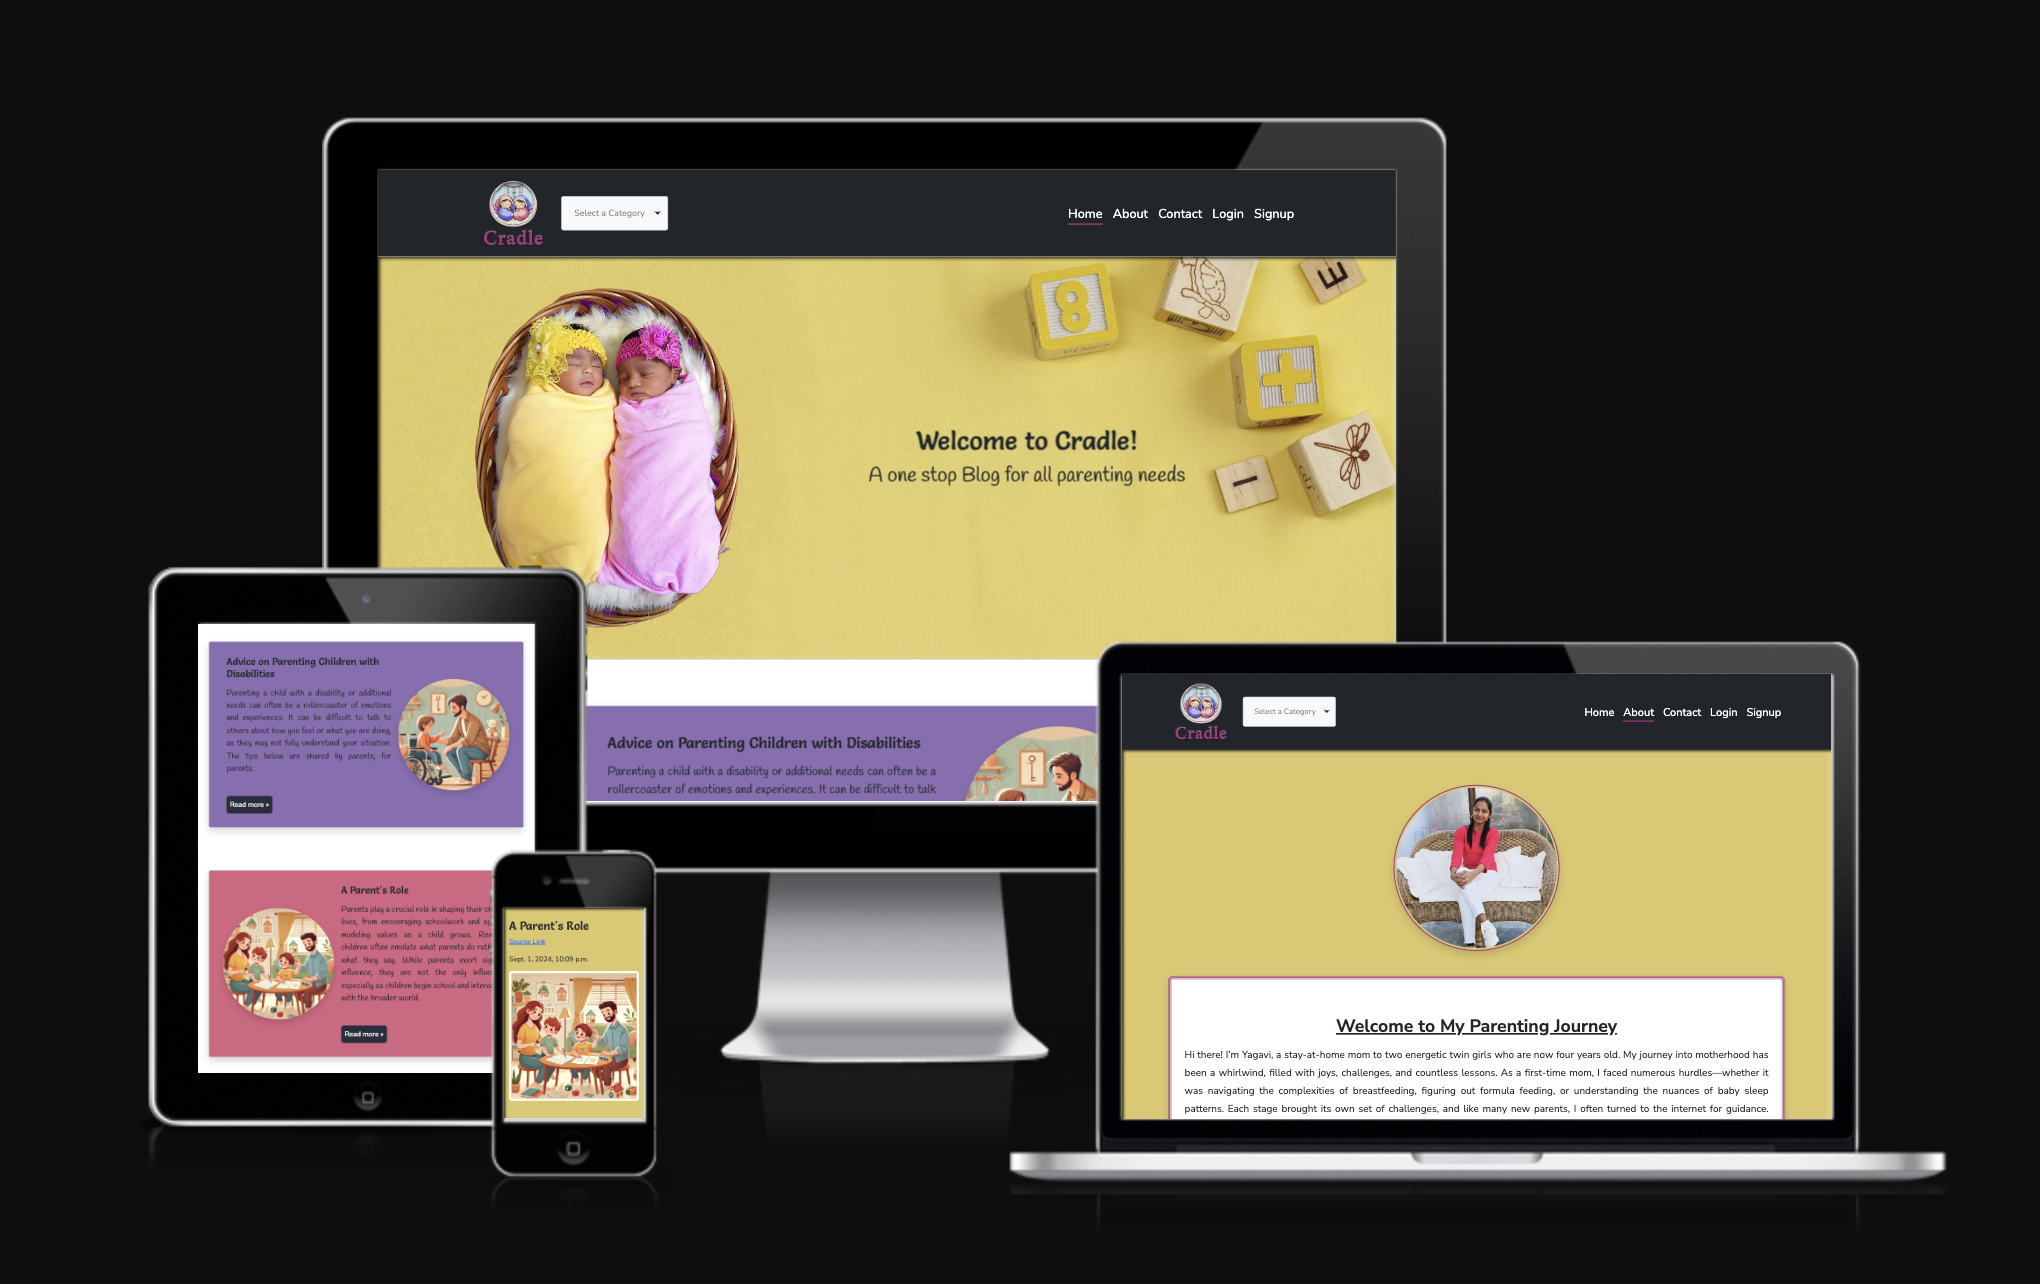 Cradle
Select a Category
Home About Contact Login Signup
8
E
Welcome to Cradle!
A one stop Blog for all parenting needs
Advice on Parenting Children with Disabilities
Parenting a child with a disability or additional needs can often be a
rollercoaster of emotions and experiences. It can be difficult to talk
Advice on Parenting Children with
Disabilities
Parenting a child with a disability or additional
needs can often be a rollercoaster of emotions
and experiences. It can be difficult to talk to
others about how you feel or what you are doing,
as they may not fully understand your situation.
The tips below are shared by parents, for
parents.
Read more »
A Parent's Role
Parents play a crucial role in shaping their
lives, from encouraging schoolwork and
modeling values as a child grows.
children often emulate what parents do
what they say. While parents exert
influence, they are not the only
especially as children begin school and
with the broader world.
Read more »
A Parent's Role
Source Link
Sept. 1, 2024, 10:09 p.m.
Cradle
Select a Category
Home About Contact Login Signup
Welcome to My Parenting Journey
Hi there! I'm Yagavi, a stay-at-home mom to two energetic twin girls who are now four years old. My journey into motherhood has
been a whirlwind, filled with joys, challenges, and countless lessons. As a first-time mom, I faced numerous hurdles—whether it
was navigating the complexities of breastfeeding, figuring out formula feeding, or understanding the nuances of baby sleep
patterns. Each stage brought its own set of challenges, and like many new parents, I often turned to the internet for guidance.